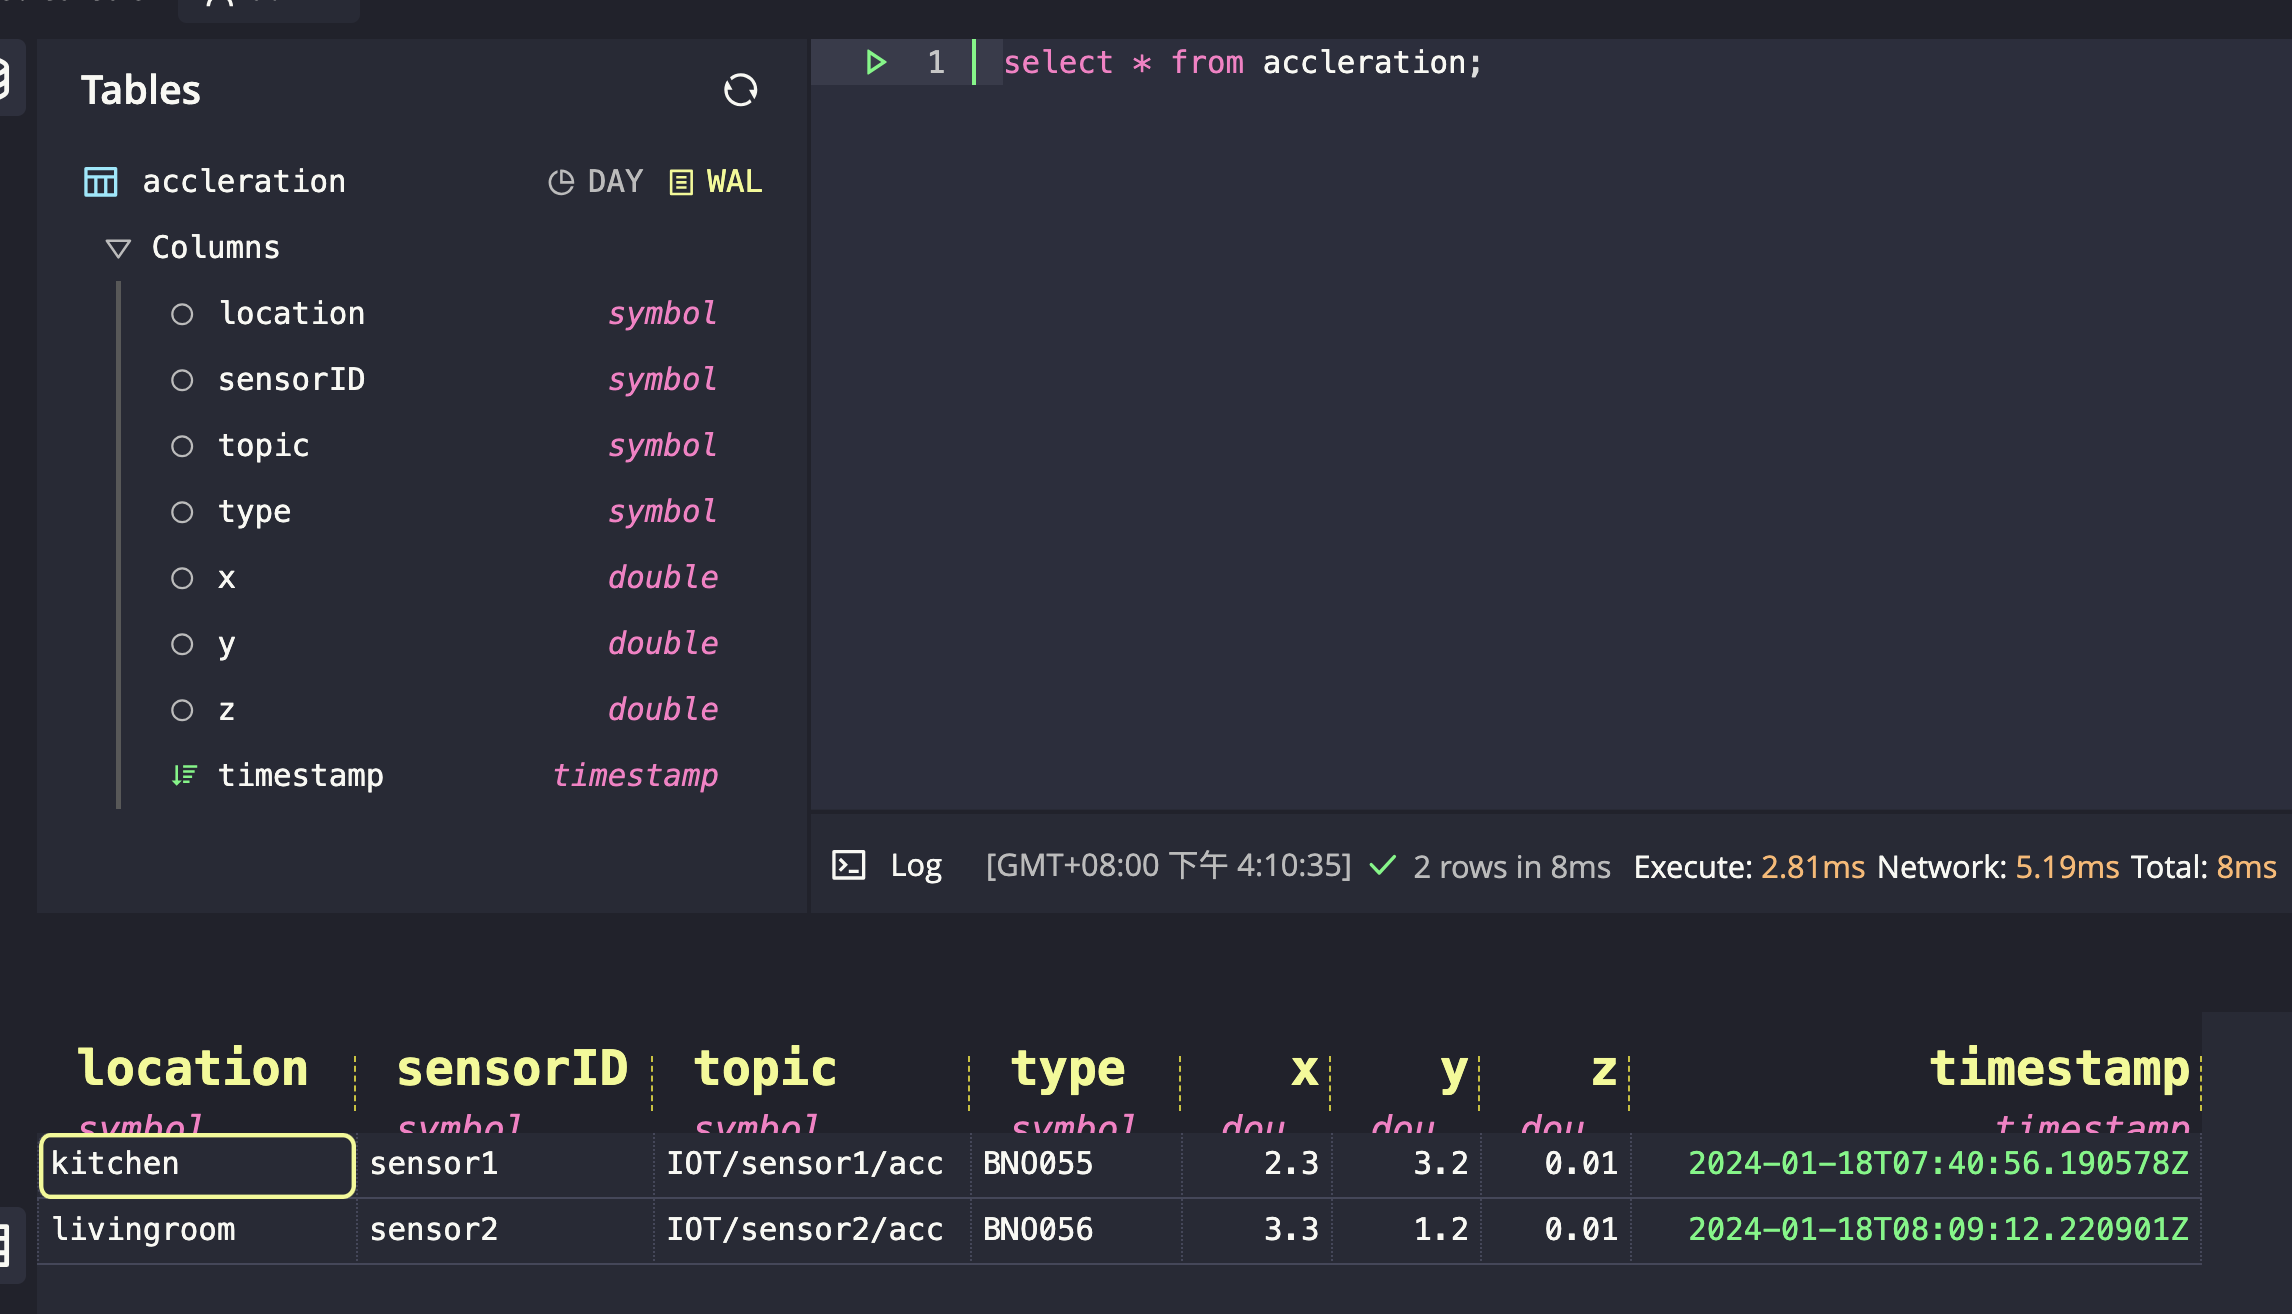 Tables
accleration DAY WAL
Columns
location symbol
sensorID symbol
topic symbol
type symbol
x double
y double
z double
timestamp timestamp
1 select * from accleration;
Log [GMT+08:00 下午 4:10:35] 2 rows in 8ms Execute: 2.81ms Network: 5.19ms Total: 8ms
location sensorID topic type x y z timestamp
symbol symbol symbol symbol dou dou dou timestamp
kitchen sensor1 IOT/sensor1/acc BNO055 2.3 3.2 0.01 2024-01-18T07:40:56.190578Z
livingroom sensor2 IOT/sensor2/acc BNO056 3.3 1.2 0.01 2024-01-18T08:09:12.220901Z